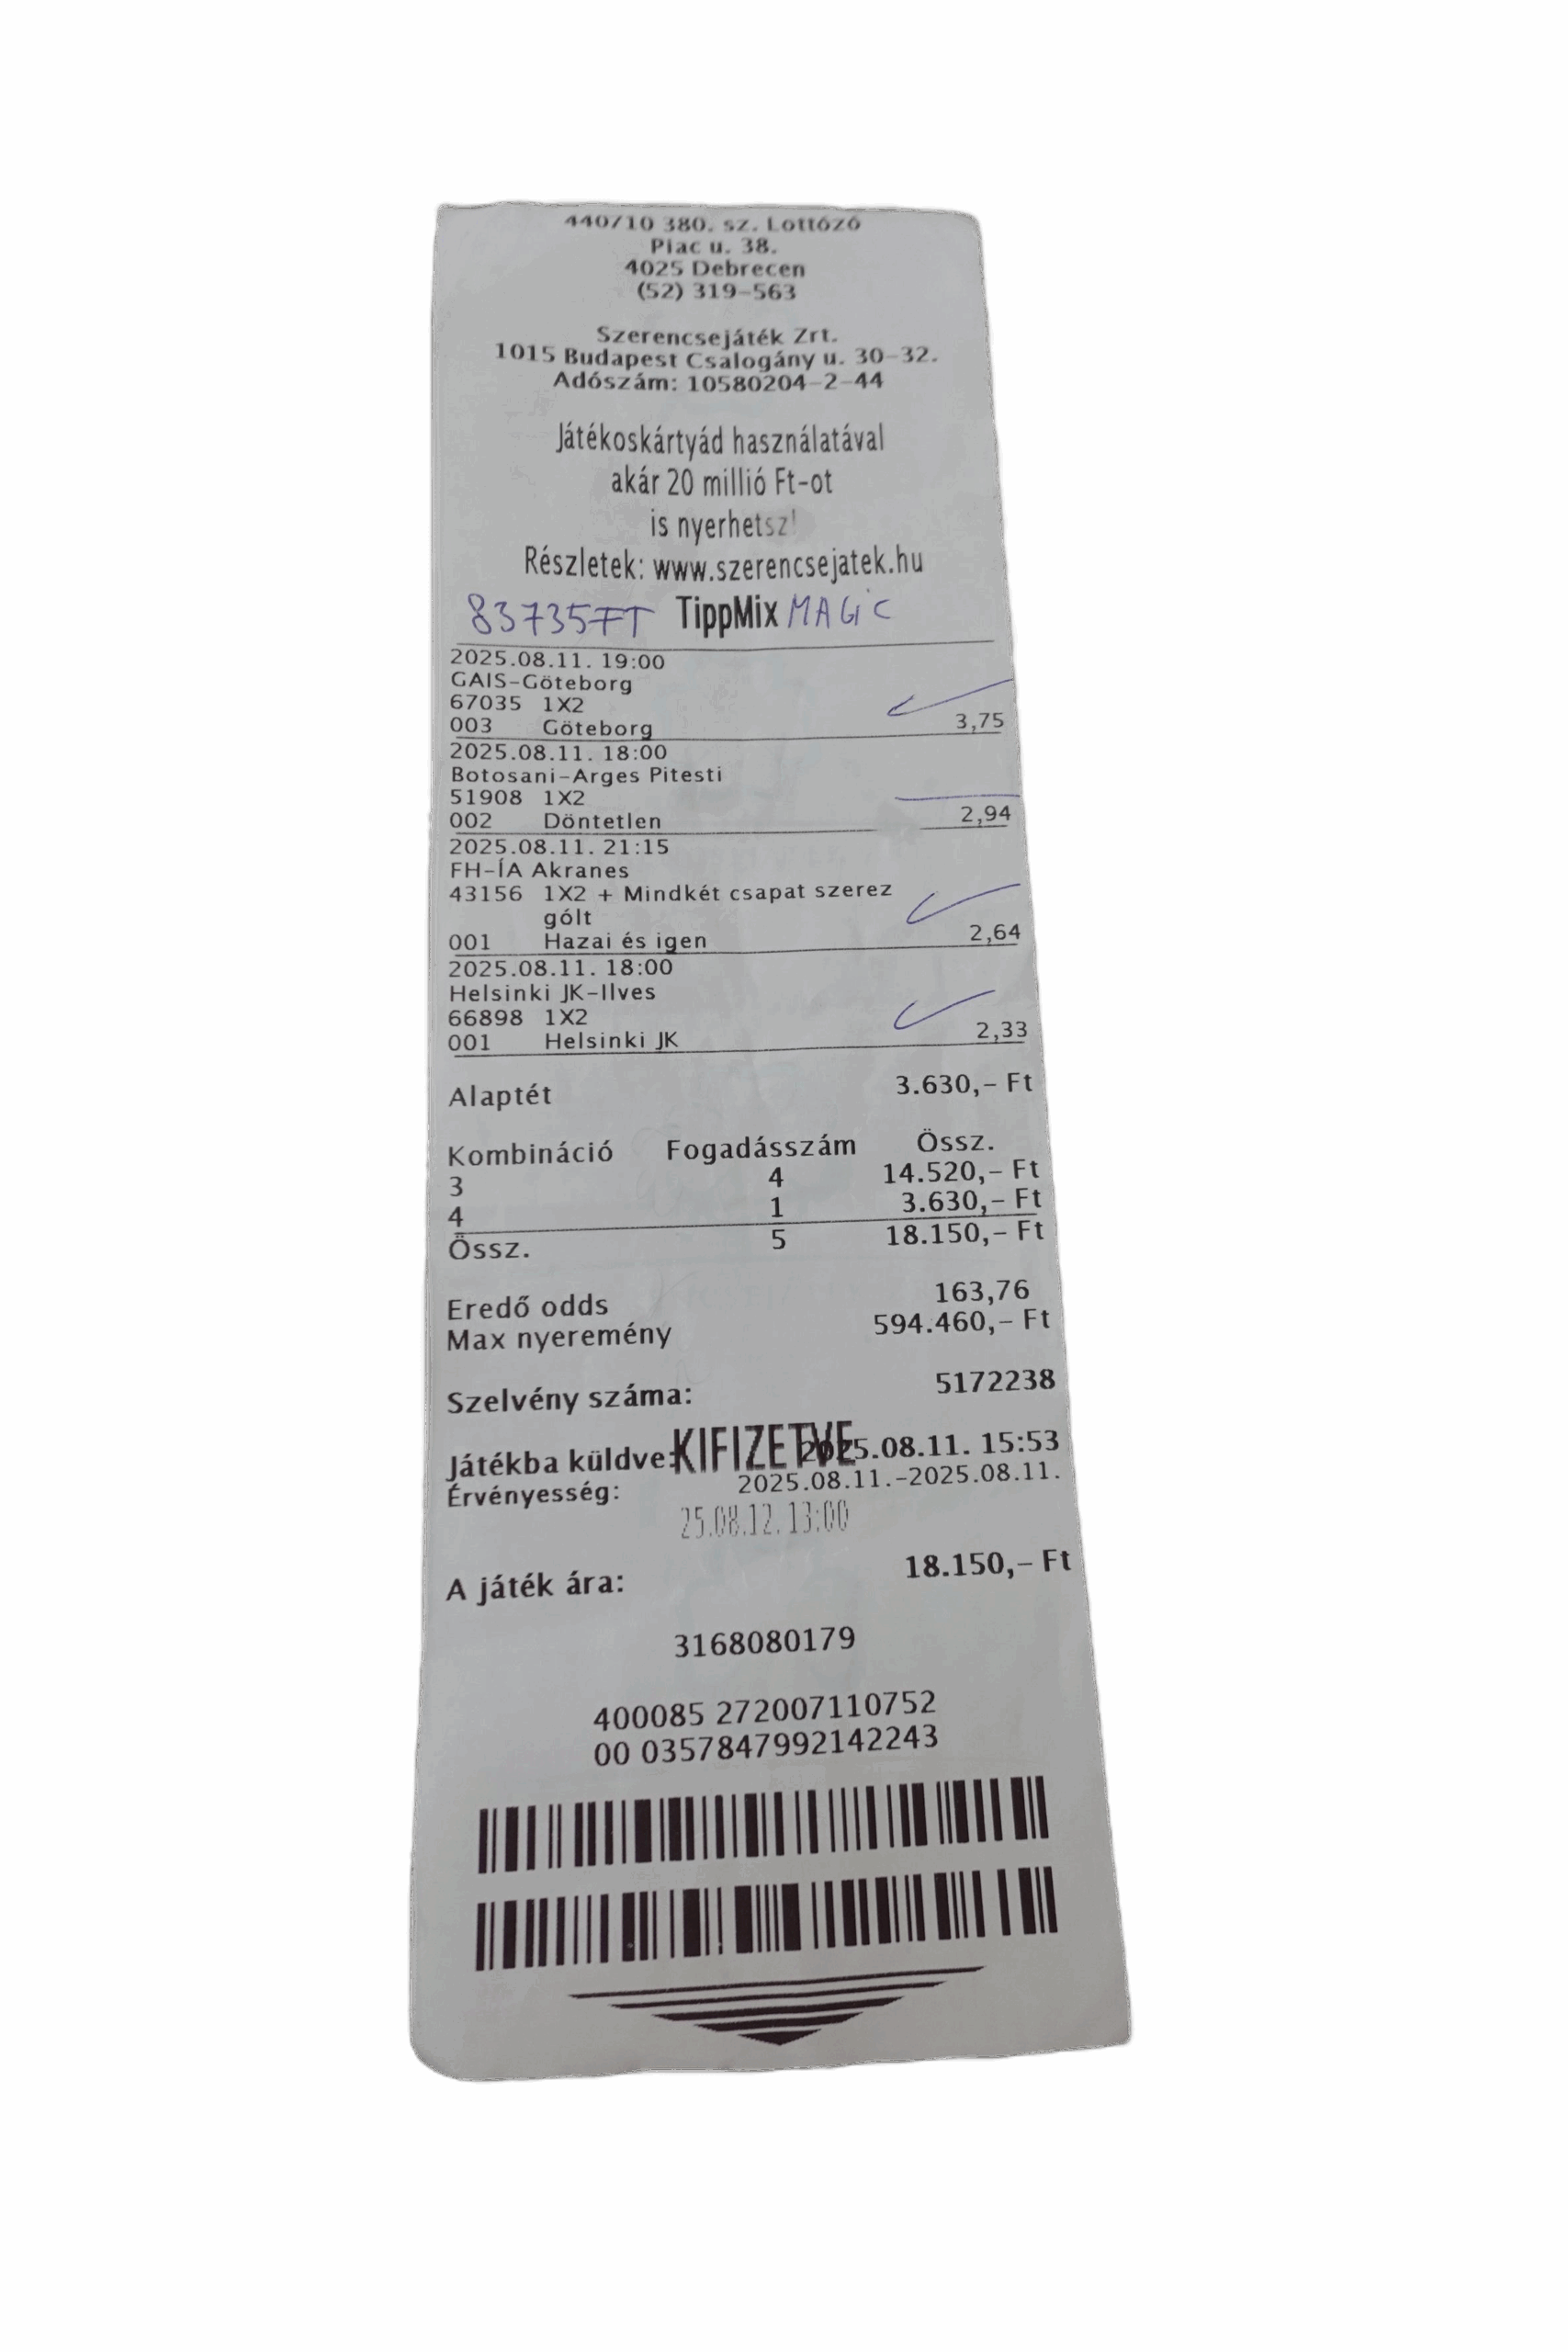 440/10 380. sz. Lottózó
Piac u. 38.
4025 Debrecen
(52) 319-563
Szerencsejáték Zrt.
1015 Budapest Csalogány u. 30-32.
Adószám: 10580204-2-44
Játékoskártyád használatával
akár 20 millió Ft-ot
is nyerhetsz!
Részletek: www.szerencsejatek.hu
83735FT TippMix MAGiC
2025.08.11. 19:00
GAIS-Göteborg
67035 1X2
003 Göteborg 3,75
2025.08.11. 18:00
Botosani-Arges Pitesti
51908 1X2
002 Döntetlen 2,94
2025.08.11. 21:15
FH-ÍA Akranes
43156 1X2 + Mindkét csapat szerez
gólt
001 Hazai és igen 2,64
2025.08.11. 18:00
Helsinki JK-Ilves
66898 1X2
001 Helsinki JK 2,33
Alaptét 3.630,- Ft
Kombináció Fogadásszám Össz.
3 4 14.520,- Ft
4 1 3.630,- Ft
Össz. 5 18.150,- Ft
Eredő odds 163,76
Max nyeremény 594.460,- Ft
Szelvény száma: 5172238
Játékba küldve: 2025.08.11. 15:53
KIFIZETVE
Érvényesség: 2025.08.11.-2025.08.11.
25.08.12. 13:00
A játék ára: 18.150,- Ft
3168080179
400085 272007110752
00 0357847992142243